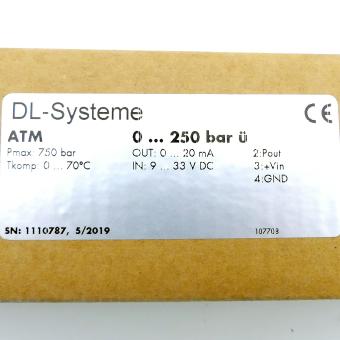 DL-Systeme CE
ATM 0 ... 250 bar ü
Pmax: 750 bar OUT: 0 ... 20 mA 2:Pout
Tkomp: 0 ... 70°C IN: 9 ... 33 V DC 3:+Vin
4:GND
SN: 1110787, 5/2019 107703